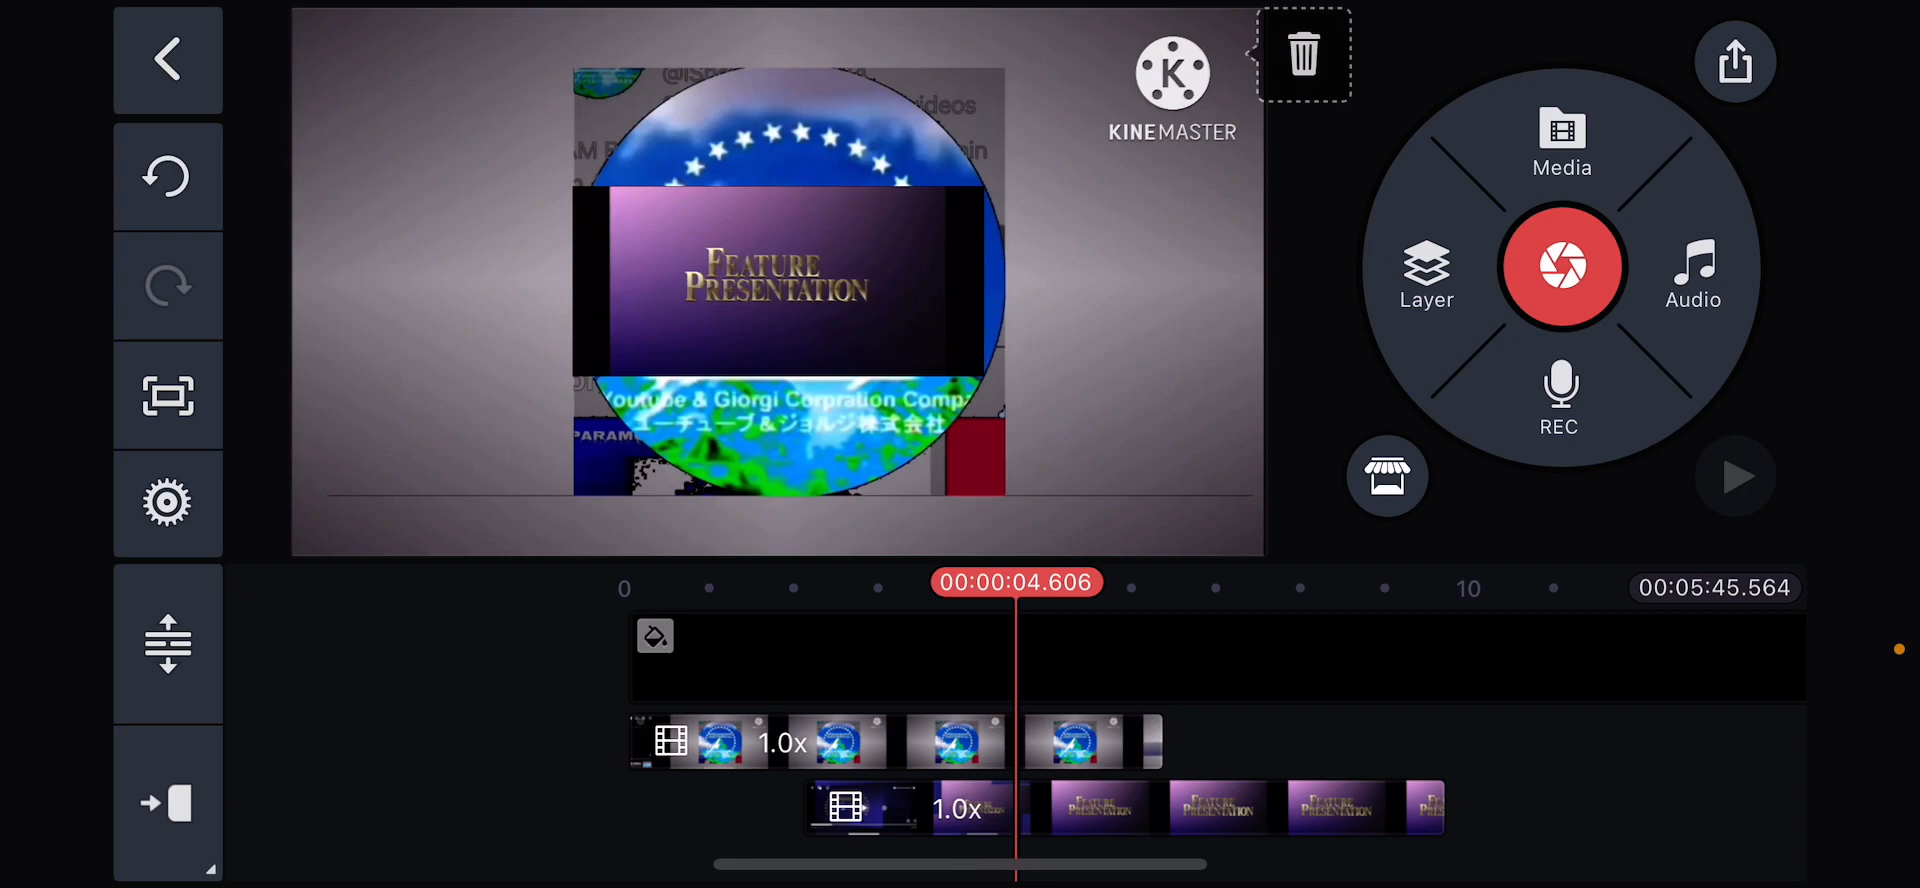 ideos
KINEMASTER
Media
FEATURE
PRESENTATION
Layer
Audio
Youtube & Giorgi Corpration Comp
ユーチューブ&ジョルジ株式会社
REC
PARAM
0
00:00:04.606
10
00:05:45.564
1.0x
1.0x
FEATURE
PRESENTATION
FEATURE
PRESENTATION
FEATURE
PRESENTATION